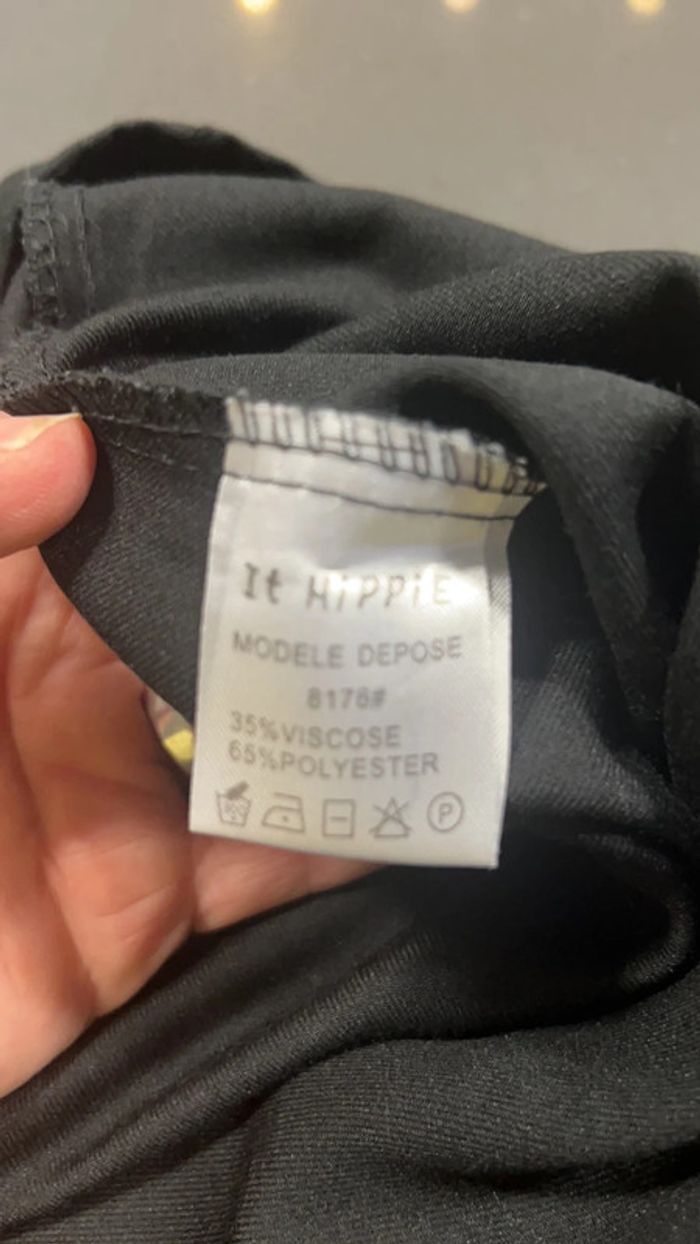 It HiPPiE
MODELE DEPOSE
8178#
35%VISCOSE
65%POLYESTER
P